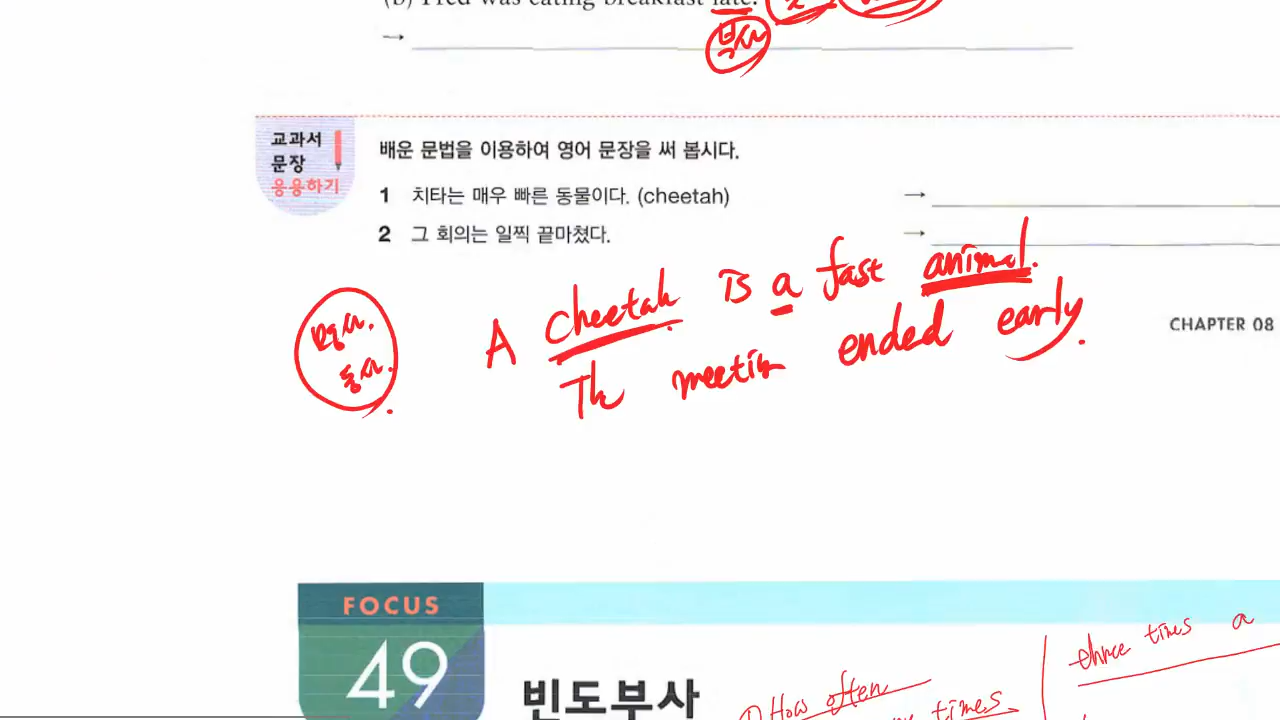 (b) Fred was eating breakfast late.
→
부사
교과서
문장
응용하기
배운 문법을 이용하여 영어 문장을 써 봅시다.
1 치타는 매우 빠른 동물이다. (cheetah) →
2 그 회의는 일찍 끝마쳤다. →
A cheetah is a fast animal.
명사.
동사.
ended early.
CHAPTER 08
FOCUS
49
빈도부사
① How often
times
three times a